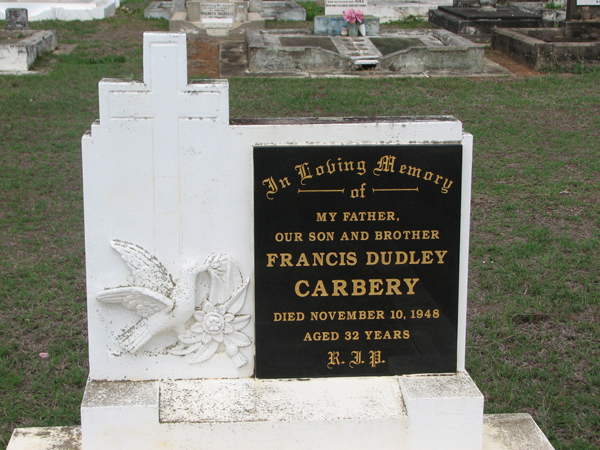 In Loving Memory
of
MY FATHER,
OUR SON AND BROTHER
FRANCIS DUDLEY
CARBERY
DIED NOVEMBER 10, 1948
AGED 32 YEARS
R.I.P.